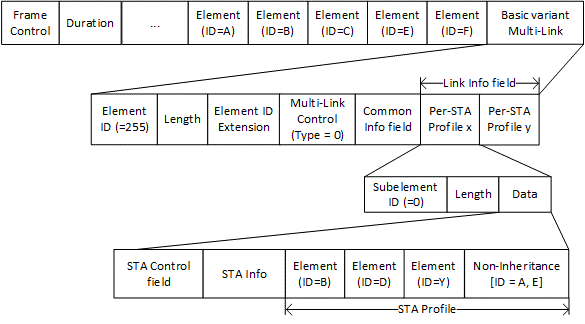 Frame Control
Duration
...
Element (ID=A)
Element (ID=B)
Element (ID=C)
Element (ID=E)
Element (ID=F)
Basic variant Multi-Link
Link Info field
Element ID (=255)
Length
Element ID Extension
Multi-Link Control (Type = 0)
Common Info field
Per-STA Profile x
Per-STA Profile y
Subelement ID (=0)
Length
Data
STA Control field
STA Info
Element (ID=B)
Element (ID=D)
Element (ID=Y)
Non-Inheritance [ID = A, E]
STA Profile